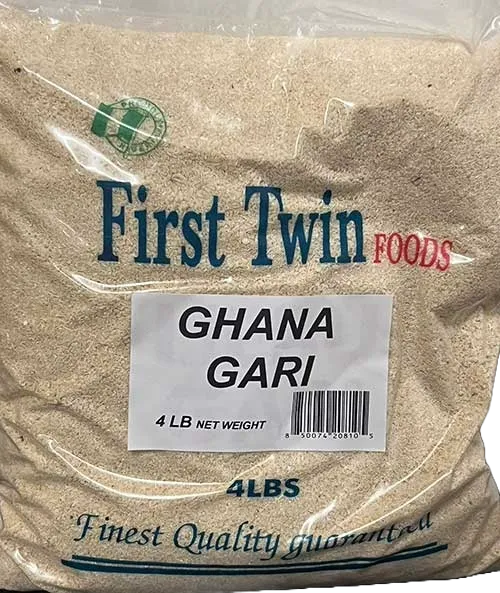 First Twin FOODS
GHANA
GARI
4 LB NET WEIGHT
8 50074 20810 5
4LBS
Finest Quality guaranteed